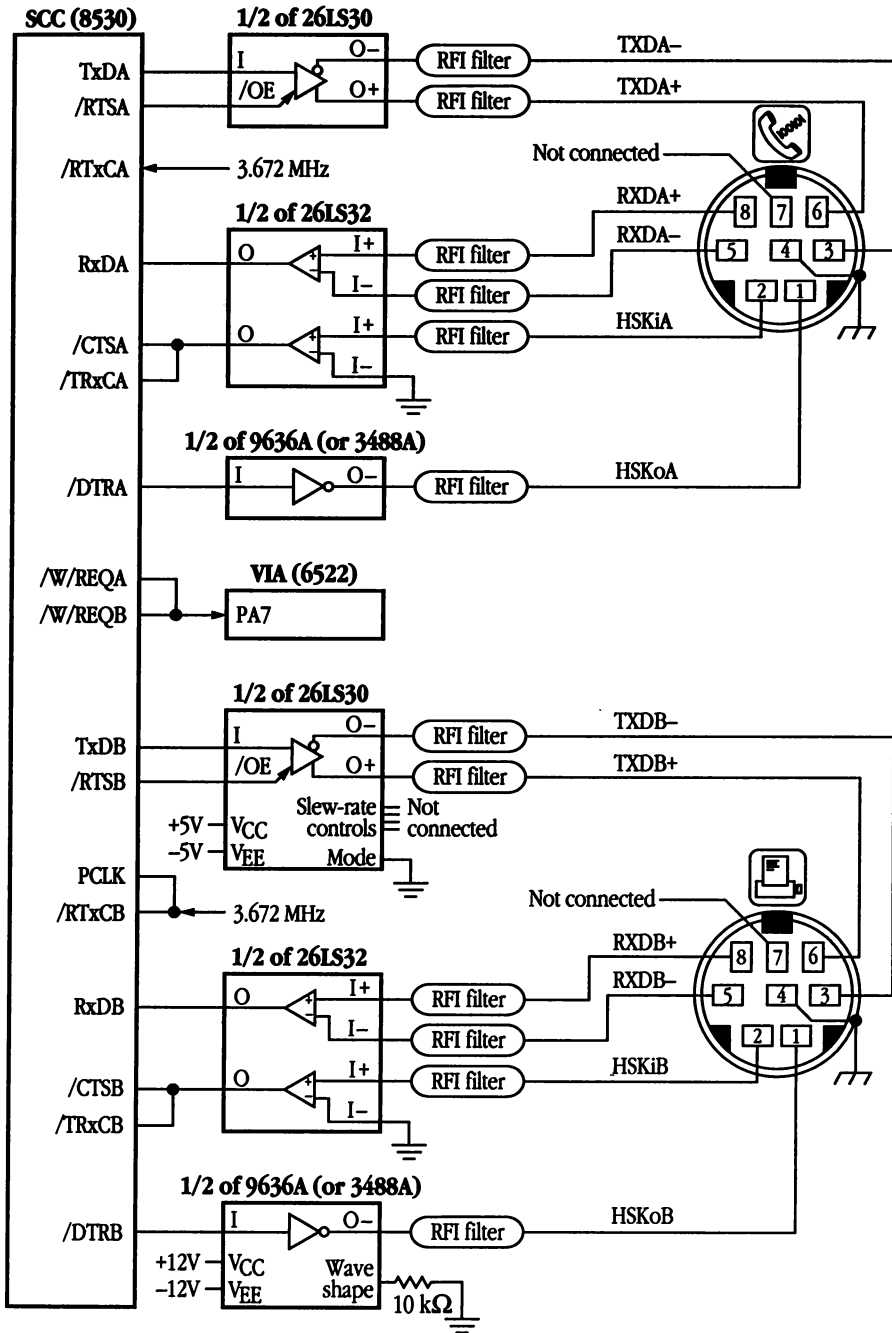 SCC (8530)
1/2 of 26LS30
TxDA
/RTSA
I
/OE
O–
O+
RFI filter
RFI filter
TXDA–
TXDA+
/RTxCA
3.672 MHz
Not connected
1/2 of 26LS32
RxDA
O
I+
I–
RFI filter
RFI filter
RXDA+
RXDA–
8
7
6
5
4
3
2
1
/CTSA
/TRxCA
O
I+
I–
RFI filter
HSKiA
1/2 of 9636A (or 3488A)
/DTRA
I
O–
RFI filter
HSKoA
/W/REQA
/W/REQB
VIA (6522)
PA7
1/2 of 26LS30
TxDB
/RTSB
I
/OE
O–
O+
RFI filter
RFI filter
TXDB–
TXDB+
+5V
–5V
VCC
VEE
Slew-rate
controls
Not
connected
Mode
PCLK
/RTxCB
3.672 MHz
Not connected
1/2 of 26LS32
RxDB
O
I+
I–
RFI filter
RFI filter
RXDB+
RXDB–
8
7
6
5
4
3
2
1
/CTSB
/TRxCB
O
I+
I–
RFI filter
HSKiB
1/2 of 9636A (or 3488A)
/DTRB
I
O–
RFI filter
HSKoB
+12V
–12V
VCC
VEE
Wave
shape
10 kΩ